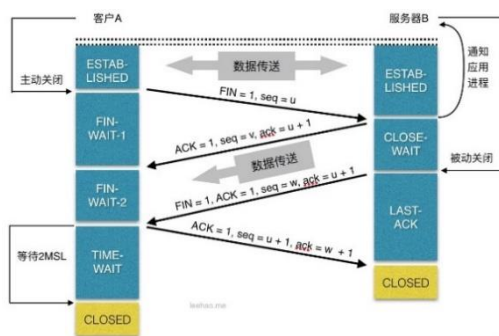 客户A
服务器B
ESTAB-
LISHED
数据传送
ESTAB-
LISHED
通知
应用
进程
主动关闭
FIN = 1, seq = u
FIN-
WAIT-1
ACK = 1, seq = v, ack = u + 1
CLOSE-
WAIT
数据传送
被动关闭
FIN-
WAIT-2
FIN = 1, ACK = 1, seq = w, ack = u + 1
LAST-
ACK
ACK = 1, seq = u + 1, ack = w + 1
等待2MSL
TIME-
WAIT
CLOSED
CLOSED